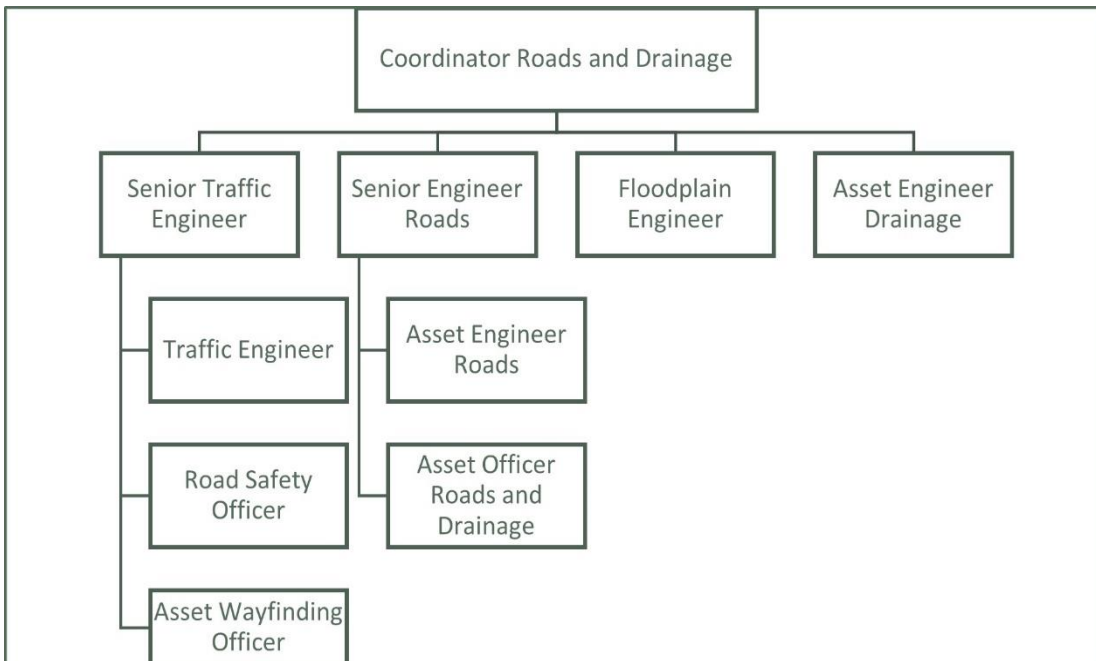 Coordinator Roads and Drainage
Senior Traffic
Engineer
Senior Engineer
Roads
Floodplain
Engineer
Asset Engineer
Drainage
Traffic Engineer
Road Safety
Officer
Asset Wayfinding
Officer
Asset Engineer
Roads
Asset Officer
Roads and
Drainage